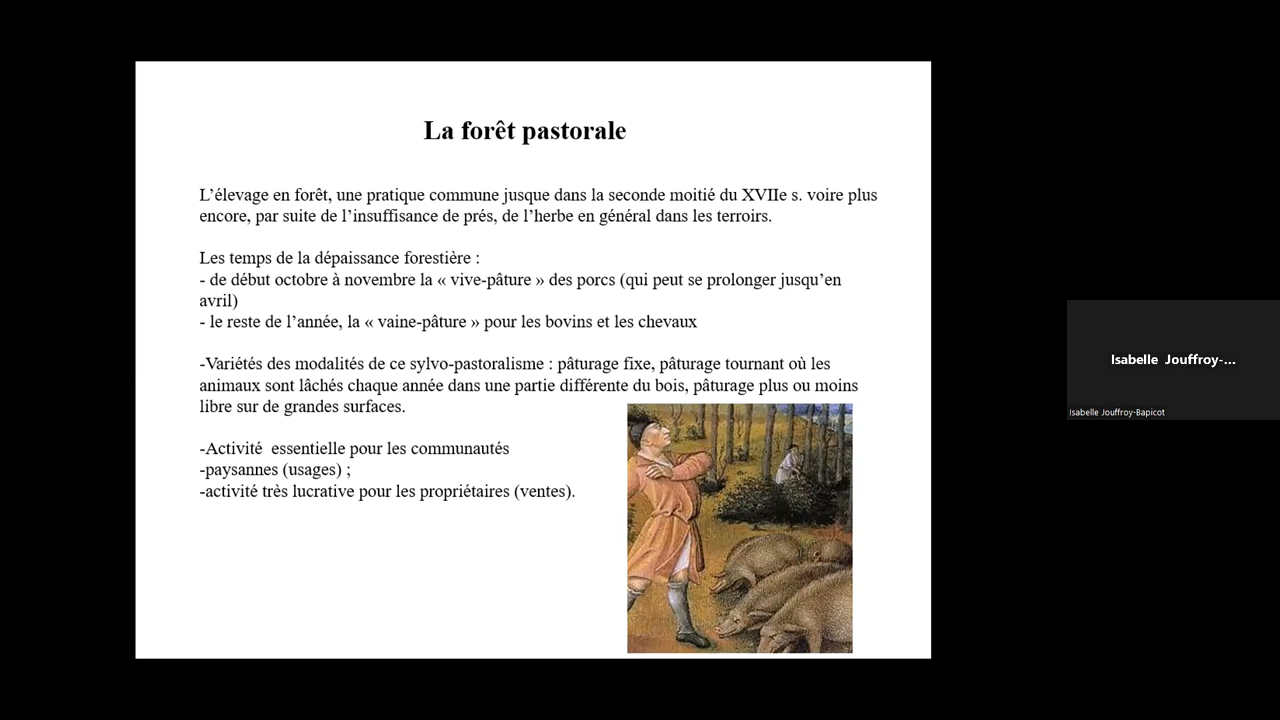 La forêt pastorale
L’élevage en forêt, une pratique commune jusque dans la seconde moitié du XVIIe s. voire plus
encore, par suite de l’insuffisance de prés, de l’herbe en général dans les terroirs.
Les temps de la dépaissance forestière :
- de début octobre à novembre la « vive-pâture » des porcs (qui peut se prolonger jusqu’en
avril)
- le reste de l’année, la « vaine-pâture » pour les bovins et les chevaux
-Variétés des modalités de ce sylvo-pastoralisme : pâturage fixe, pâturage tournant où les
animaux sont lâchés chaque année dans une partie différente du bois, pâturage plus ou moins
libre sur de grandes surfaces.
-Activité  essentielle pour les communautés
-paysannes (usages) ;
-activité très lucrative pour les propriétaires (ventes).
Isabelle Jouffroy-...
Isabelle Jouffroy-Bapicot